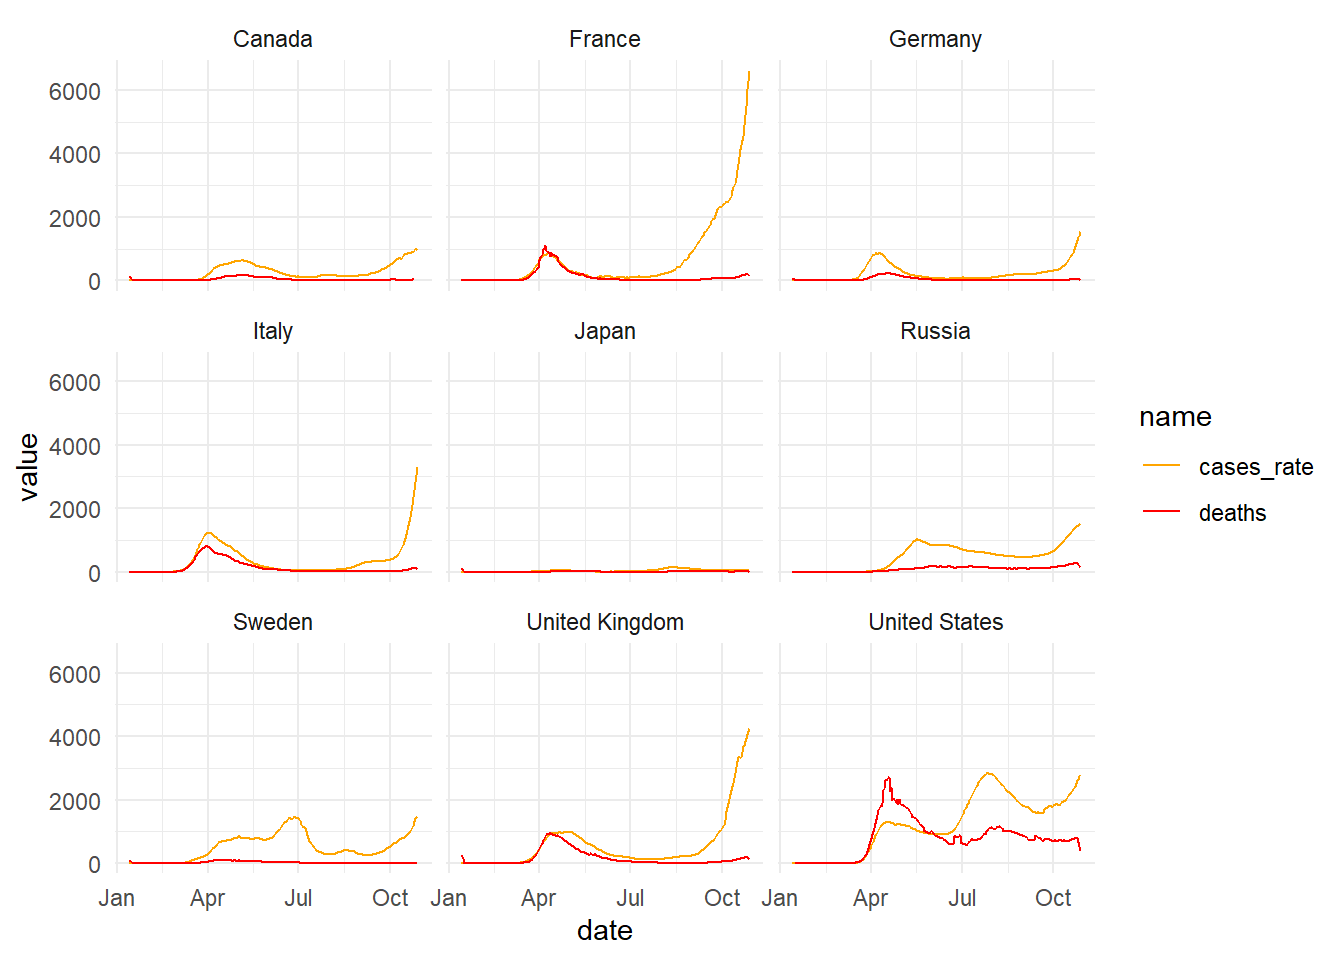 Canada France Germany
6000
4000
2000
0
Italy Japan Russia
6000
4000
2000
0
Sweden United Kingdom United States
6000
4000
2000
0
Jan Apr Jul Oct Jan Apr Jul Oct Jan Apr Jul Oct
date
value
name
cases_rate
deaths